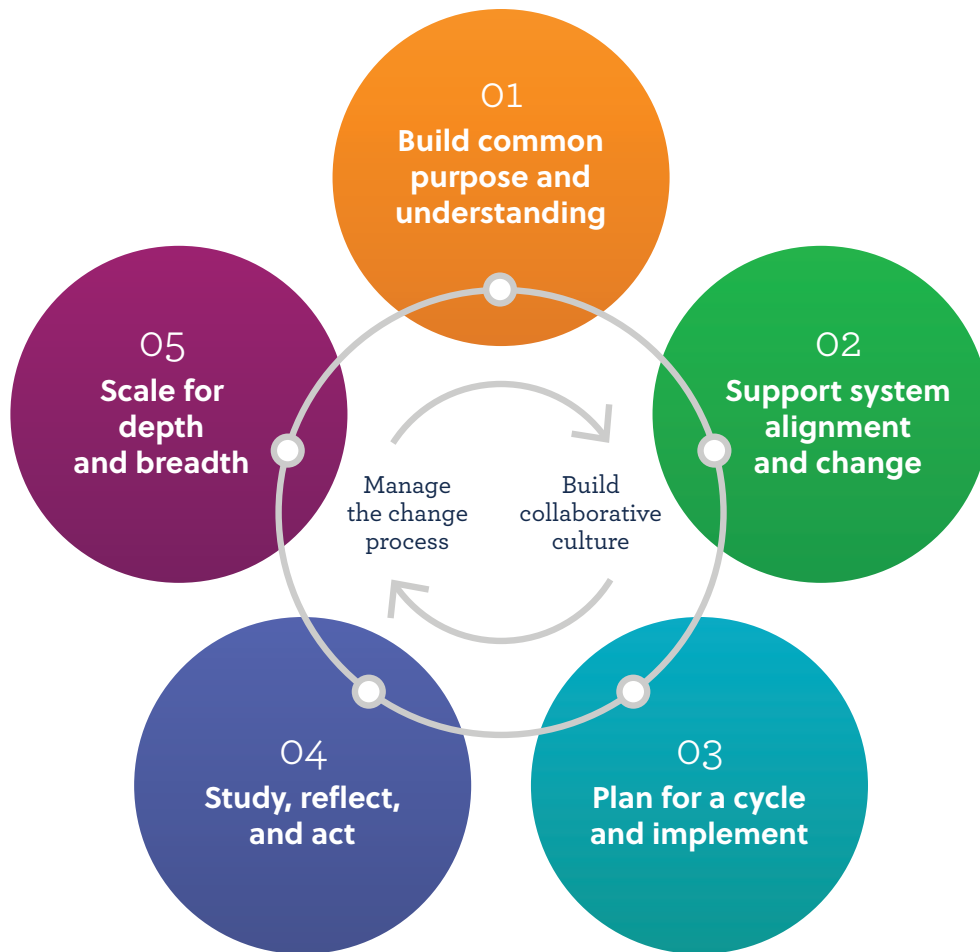 01
Build common
purpose and
understanding
02
Support system
alignment
and change
03
Plan for a cycle
and implement
04
Study, reflect,
and act
05
Scale for
depth
and breadth
Manage
the change
process
Build
collaborative
culture